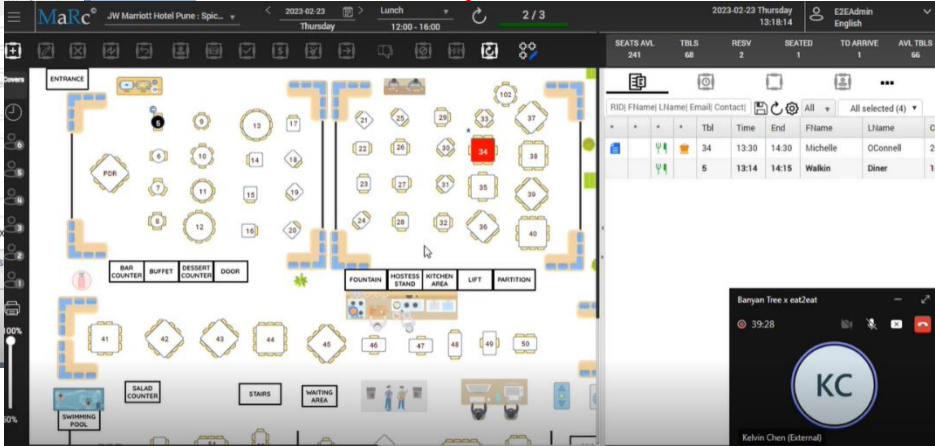 MaRc®
JW Marriott Hotel Pune : Spic...
2023-02-23
Thursday
Lunch
12:00 - 16:00
2 / 3
2023-02-23 Thursday
13:18:14
E2EAdmin
English
SEATS AVL TBLS RESV SEATED TO ARRIVE AVL TBLS
241 68 2 1 1 66
Covers
6
5
4
3
2
1
100%
50%
ENTRANCE
5 9 13 17
6 10 14 18
PDR
7 11 15 19
8 12 16 20
21 25 29 33 102 37
22 26 30 34 38
23 27 31 35 39
24 28 32 36 40
BAR COUNTER
BUFFET
DESSERT COUNTER
DOOR
FOUNTAIN
HOSTESS STAND
KITCHEN AREA
LIFT
PARTITION
41 42 43 44 45 46 47 48 49 50
SALAD COUNTER
STAIRS
WAITING AREA
SWIMMING POOL
RID| FName| LName| Email| Contact|
All
All selected (4)
* * * * Tbl Time End FName LName
34 13:30 14:30 Michelle OConnell
5 13:14 14:15 Walkin Diner
Banyan Tree x eat2eat
39:28
KC
Kelvin Chen (External)